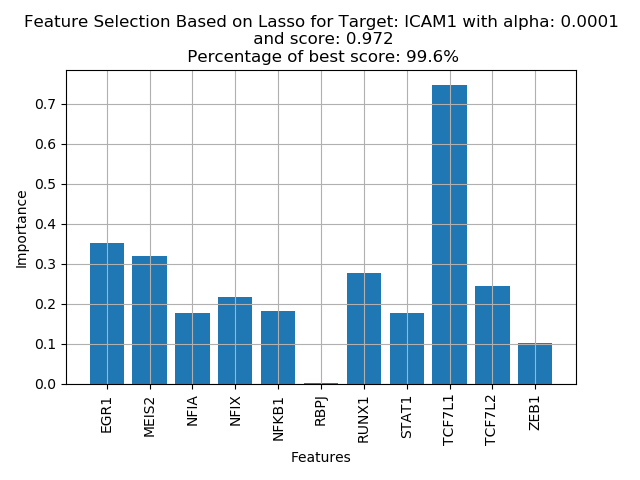 Feature Selection Based on Lasso for Target: ICAM1 with alpha: 0.0001
and score: 0.972
Percentage of best score: 99.6%
0.7
0.6
0.5
0.4
0.3
0.2
0.1
0.0
Importance
EGR1
MEIS2
NFIA
NFIX
NFKB1
RBPJ
RUNX1
STAT1
TCF7L1
TCF7L2
ZEB1
Features